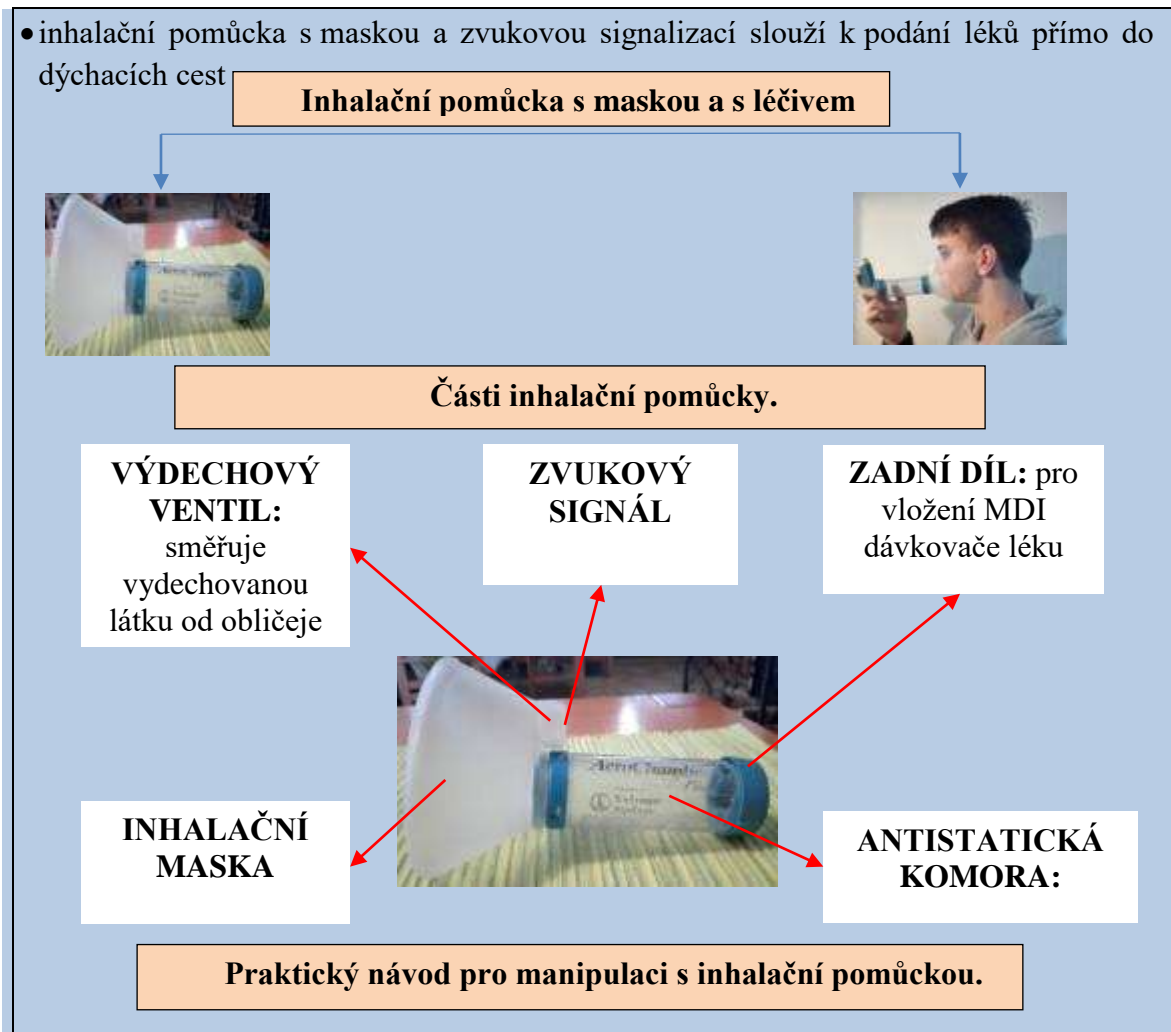 • inhalační pomůcka s maskou a zvukovou signalizací slouží k podání léků přímo do
dýchacích cest
Inhalační pomůcka s maskou a s léčivem
Části inhalační pomůcky.
VÝDECHOVÝ
VENTIL:
směřuje
vydechovanou
látku od obličeje
ZVUKOVÝ
SIGNÁL
ZADNÍ DÍL: pro
vložení MDI
dávkovače léku
INHALAČNÍ
MASKA
ANTISTATICKÁ
KOMORA:
Praktický návod pro manipulaci s inhalační pomůckou.